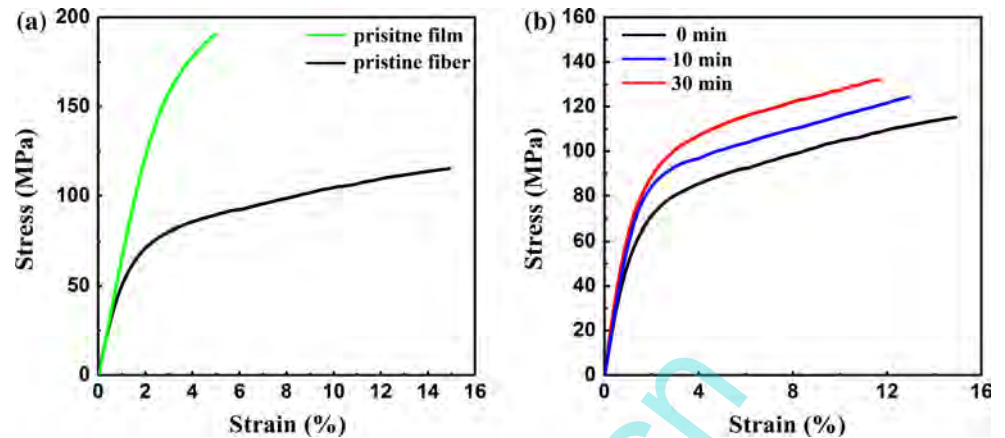 (a)
200
150
100
50
0
Stress (MPa)
prisitne film
pristine fiber
0 2 4 6 8 10 12 14 16
Strain (%)
(b)
160
140
120
100
80
60
40
20
0
Stress (MPa)
0 min
10 min
30 min
0 4 8 12 16
Strain (%)